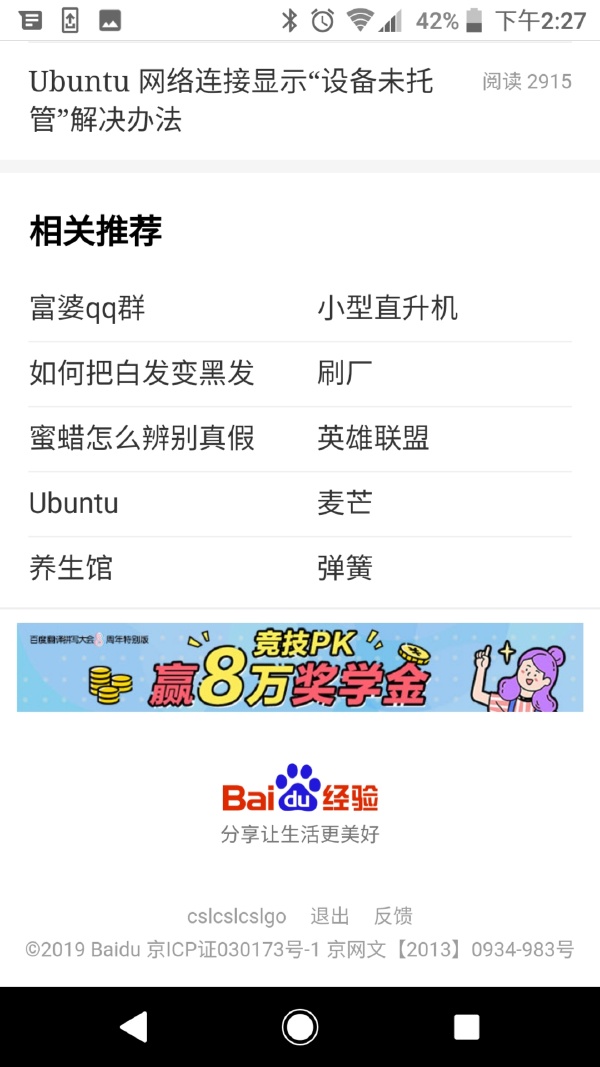 42% 下午2:27
Ubuntu 网络连接显示“设备未托 阅读 2915
管”解决办法
相关推荐
富婆qq群 小型直升机
如何把白发变黑发 刷厂
蜜蜡怎么辨别真假 英雄联盟
Ubuntu 麦芒
养生馆 弹簧
百度翻译拼写大会 周年特别版
竞技PK
赢8万奖学金
Bai du 经验
分享让生活更美好
cslcslcslgo 退出 反馈
©2019 Baidu 京ICP证030173号-1 京网文【2013】0934-983号